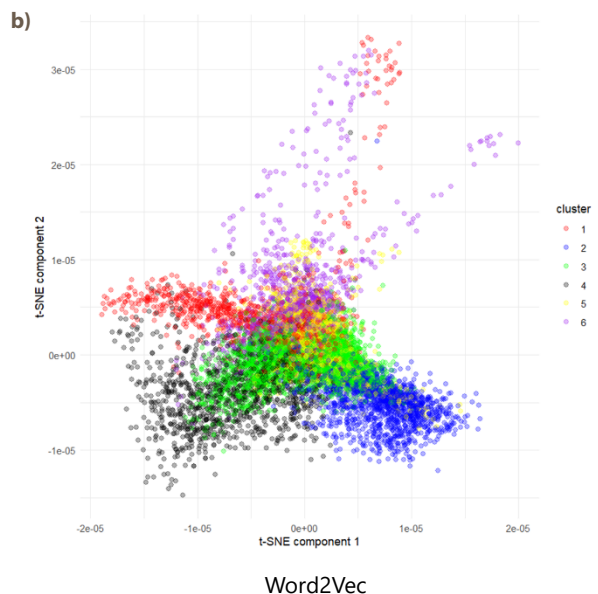 b)
3e-05
2e-05
1e-05
0e+00
-1e-05
t-SNE component 2
-2e-05
-1e-05
0e+00
1e-05
2e-05
t-SNE component 1
cluster
1
2
3
4
5
6
Word2Vec